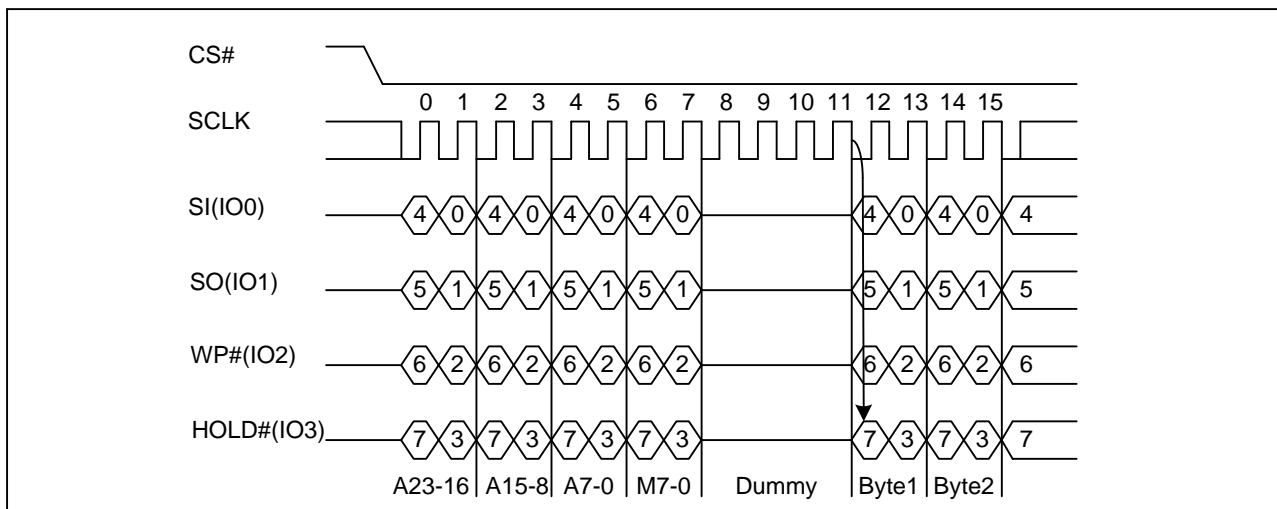 CS#
0 1 2 3 4 5 6 7 8 9 10 11 12 13 14 15
SCLK
SI(IO0) 4 0 4 0 4 0 4 0 4 0 4 0 4
SO(IO1) 5 1 5 1 5 1 5 1 5 1 5 1 5
WP#(IO2) 6 2 6 2 6 2 6 2 6 2 6 2 6
HOLD#(IO3) 7 3 7 3 7 3 7 3 7 3 7 3 7
A23-16 A15-8 A7-0 M7-0 Dummy Byte1 Byte2